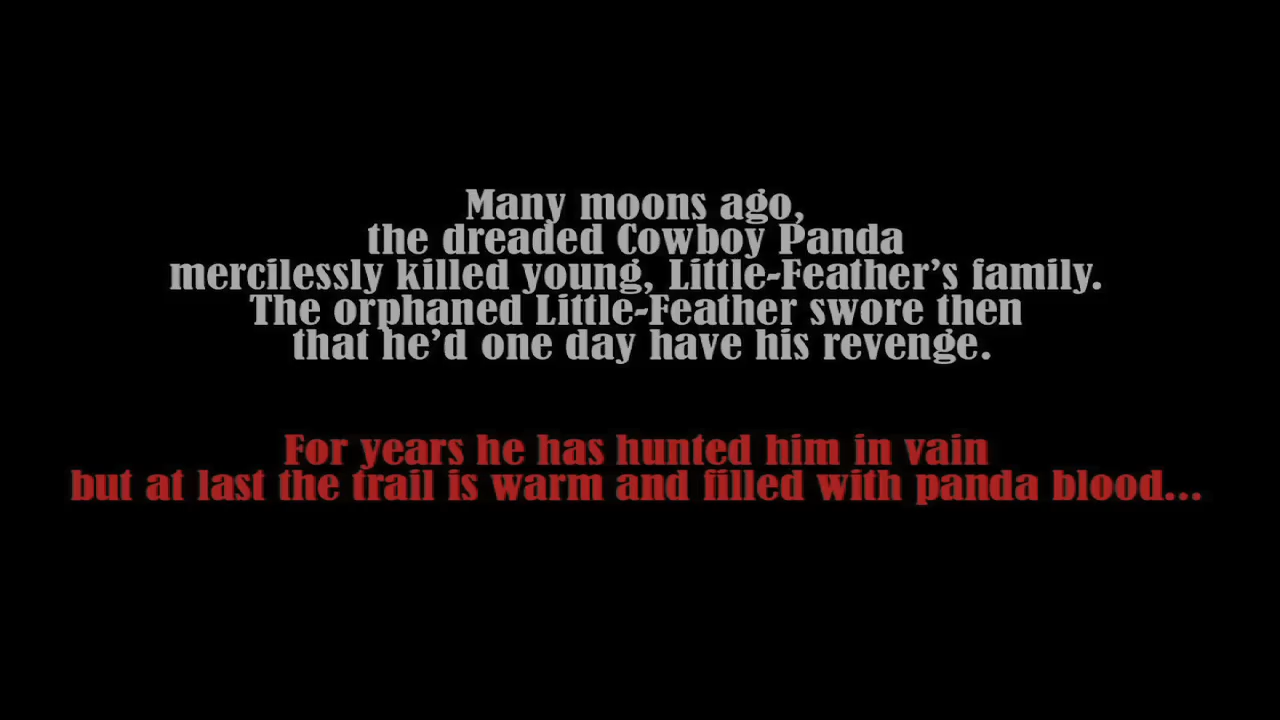 Many moons ago,
the dreaded Cowboy Panda
mercilessly killed young, Little-Feather’s family.
The orphaned Little-Feather swore then
that he’d one day have his revenge.
For years he has hunted him in vain
but at last the trail is warm and filled with panda blood...